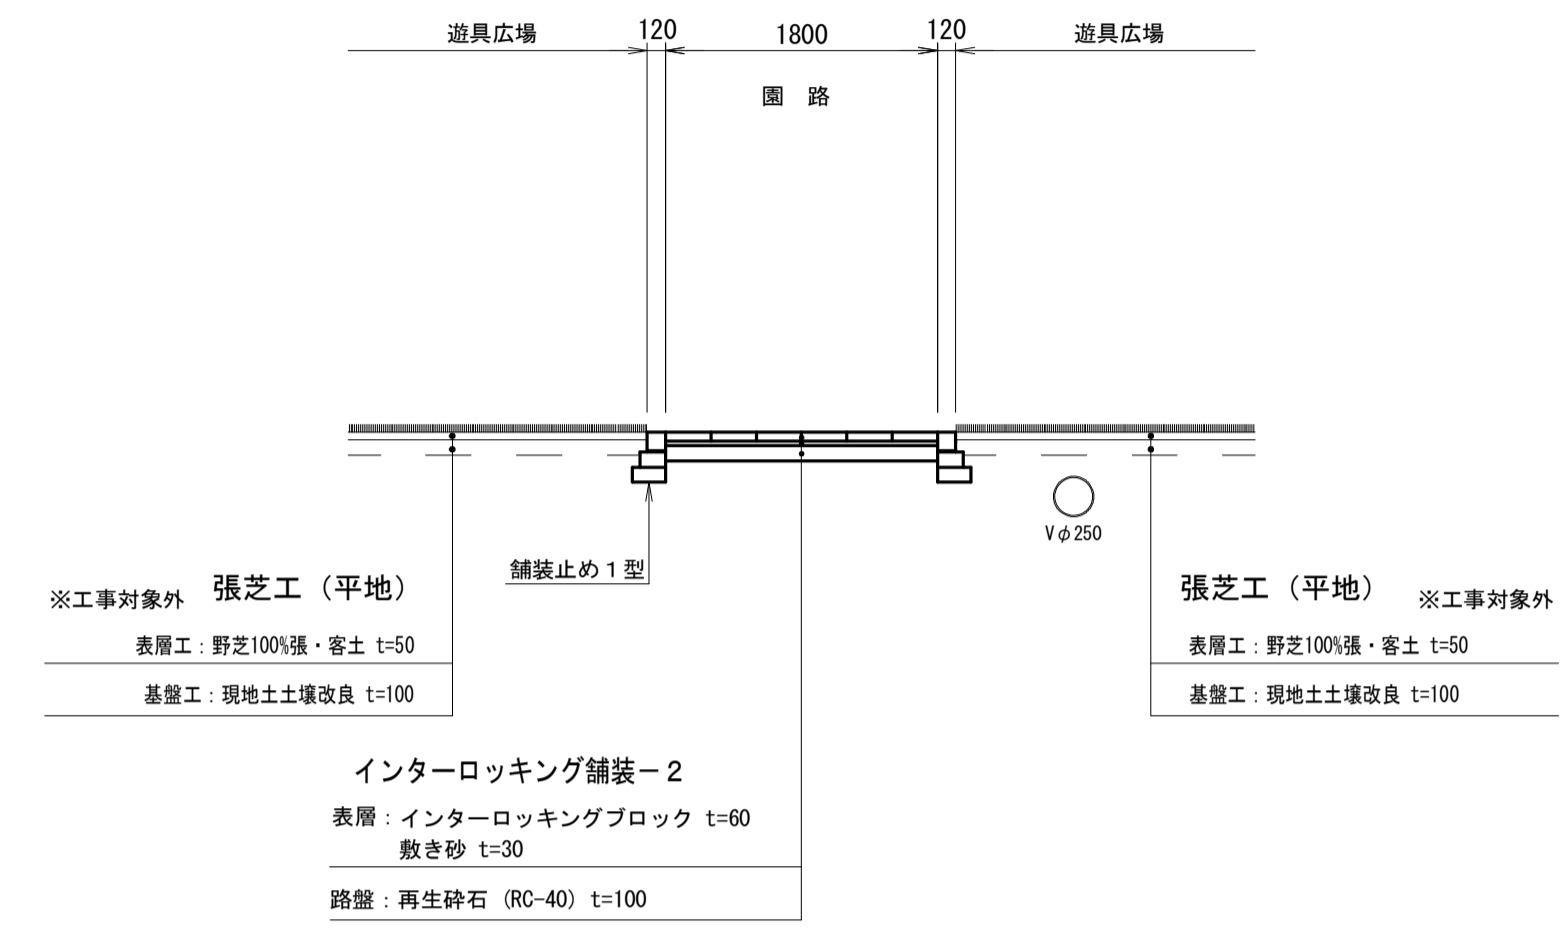 遊具広場 120 1800 120 遊具広場
園 路
Vφ250
舗装止め1型
※工事対象外 張芝工（平地）
表層工：野芝100%張・客土 t=50
基盤工：現地土土壌改良 t=100
張芝工（平地） ※工事対象外
表層工：野芝100%張・客土 t=50
基盤工：現地土土壌改良 t=100
インターロッキング舗装－2
表層：インターロッキングブロック t=60
敷き砂 t=30
路盤：再生砕石（RC-40）t=100